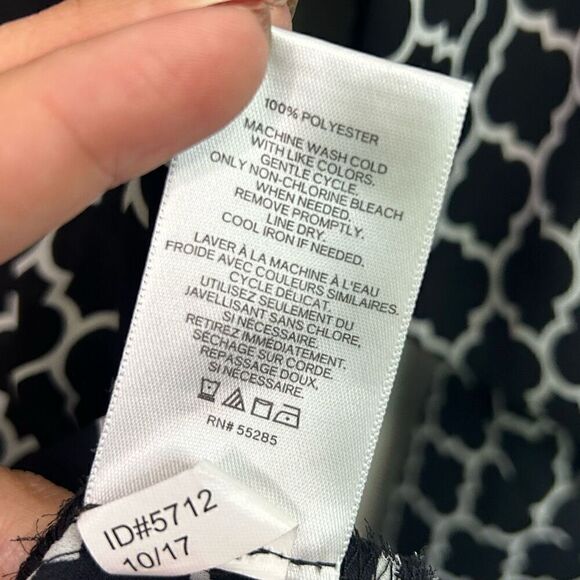 100% POLYESTER
MACHINE WASH COLD
WITH LIKE COLORS.
GENTLE CYCLE.
ONLY NON-CHLORINE BLEACH
WHEN NEEDED.
REMOVE PROMPTLY.
LINE DRY.
COOL IRON IF NEEDED.
LAVER À LA MACHINE À L'EAU
FROIDE AVEC COULEURS SIMILAIRES.
CYCLE DÉLICAT.
UTILISEZ SEULEMENT DU
JAVELLISANT SANS CHLORE,
SI NÉCESSAIRE.
RETIREZ IMMÉDIATEMENT.
SÉCHAGE SUR CORDE
REPASSAGE DOUX,
SI NÉCESSAIRE.
RN# 55285
ID#5712
10/17